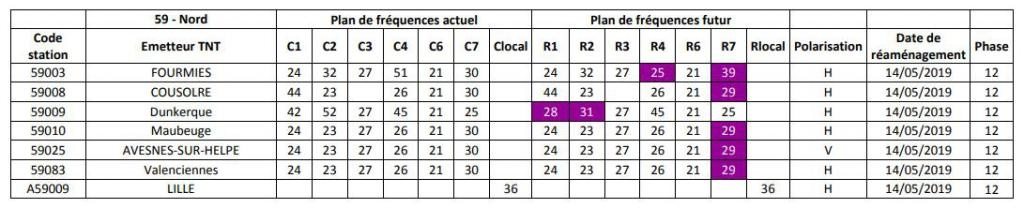 59 - Nord Plan de fréquences actuel Plan de fréquences futur
Code station Emetteur TNT C1 C2 C3 C4 C6 C7 Clocal R1 R2 R3 R4 R6 R7 Rlocal Polarisation Date de réaménagement Phase
59003 FOURMIES 24 32 27 51 21 30 24 32 27 25 21 39 H 14/05/2019 12
59008 COUSOLRE 44 23 26 21 30 44 23 26 21 29 H 14/05/2019 12
59009 Dunkerque 42 52 27 45 21 25 28 31 27 45 21 25 H 14/05/2019 12
59010 Maubeuge 24 23 27 26 21 30 24 23 27 26 21 29 H 14/05/2019 12
59025 AVESNES-SUR-HELPE 24 23 27 26 21 30 24 23 27 26 21 29 V 14/05/2019 12
59083 Valenciennes 24 23 27 26 21 30 24 23 27 26 21 29 H 14/05/2019 12
A59009 LILLE 36 36 H 14/05/2019 12